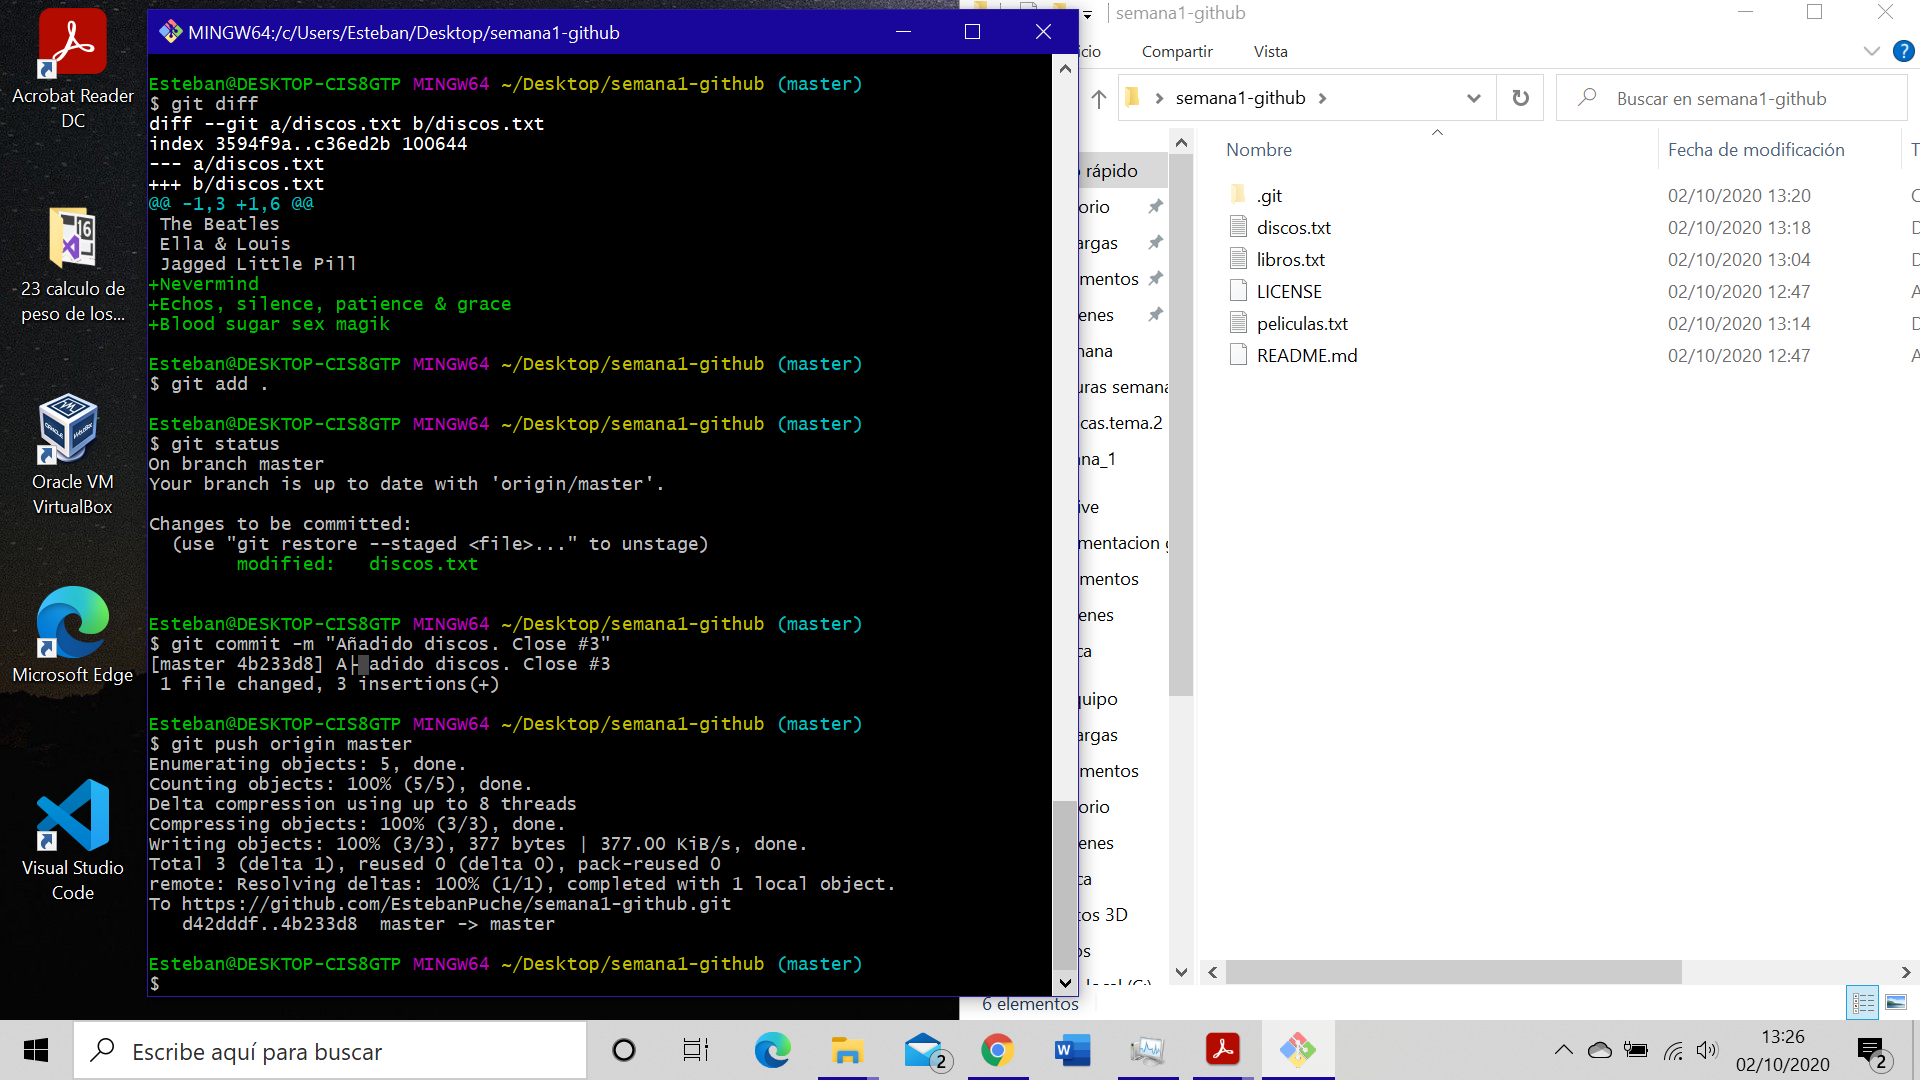 Acrobat Reader
DC
23 calculo de
peso de los...
Oracle VM
VirtualBox
Microsoft Edge
Visual Studio
Code
MINGW64:/c/Users/Esteban/Desktop/semana1-github
Esteban@DESKTOP-CIS8GTP MINGW64 ~/Desktop/semana1-github (master)
$ git diff
diff --git a/discos.txt b/discos.txt
index 3594f9a..c36ed2b 100644
--- a/discos.txt
+++ b/discos.txt
@@ -1,3 +1,6 @@
The Beatles
Ella & Louis
Jagged Little Pill
+Nevermind
+Echos, silence, patience & grace
+Blood sugar sex magik
Esteban@DESKTOP-CIS8GTP MINGW64 ~/Desktop/semana1-github (master)
$ git add .
Esteban@DESKTOP-CIS8GTP MINGW64 ~/Desktop/semana1-github (master)
$ git status
On branch master
Your branch is up to date with 'origin/master'.
Changes to be committed:
(use "git restore --staged <file>..." to unstage)
modified:   discos.txt
Esteban@DESKTOP-CIS8GTP MINGW64 ~/Desktop/semana1-github (master)
$ git commit -m "Añadido discos. Close #3"
[master 4b233d8] A├▒adido discos. Close #3
1 file changed, 3 insertions(+)
Esteban@DESKTOP-CIS8GTP MINGW64 ~/Desktop/semana1-github (master)
$ git push origin master
Enumerating objects: 5, done.
Counting objects: 100% (5/5), done.
Delta compression using up to 8 threads
Compressing objects: 100% (3/3), done.
Writing objects: 100% (3/3), 377 bytes | 377.00 KiB/s, done.
Total 3 (delta 1), reused 0 (delta 0), pack-reused 0
remote: Resolving deltas: 100% (1/1), completed with 1 local object.
To https://github.com/EstebanPuche/semana1-github.git
d42dddf..4b233d8  master -> master
Esteban@DESKTOP-CIS8GTP MINGW64 ~/Desktop/semana1-github (master)
$
semana1-github
cio Compartir Vista
semana1-github
Buscar en semana1-github
rápido
orio
argas
mentos
enes
nana
uras semana
cas.tema.2
ana_1
ive
mentacion g
mentos
enes
ca
quipo
argas
mentos
orio
enes
ca
tos 3D
os
Nombre Fecha de modificación T
.git 02/10/2020 13:20 C
discos.txt 02/10/2020 13:18 D
libros.txt 02/10/2020 13:04 D
LICENSE 02/10/2020 12:47 A
peliculas.txt 02/10/2020 13:14 D
README.md 02/10/2020 12:47 A
6 elementos
Escribe aquí para buscar
2
13:26
02/10/2020
2